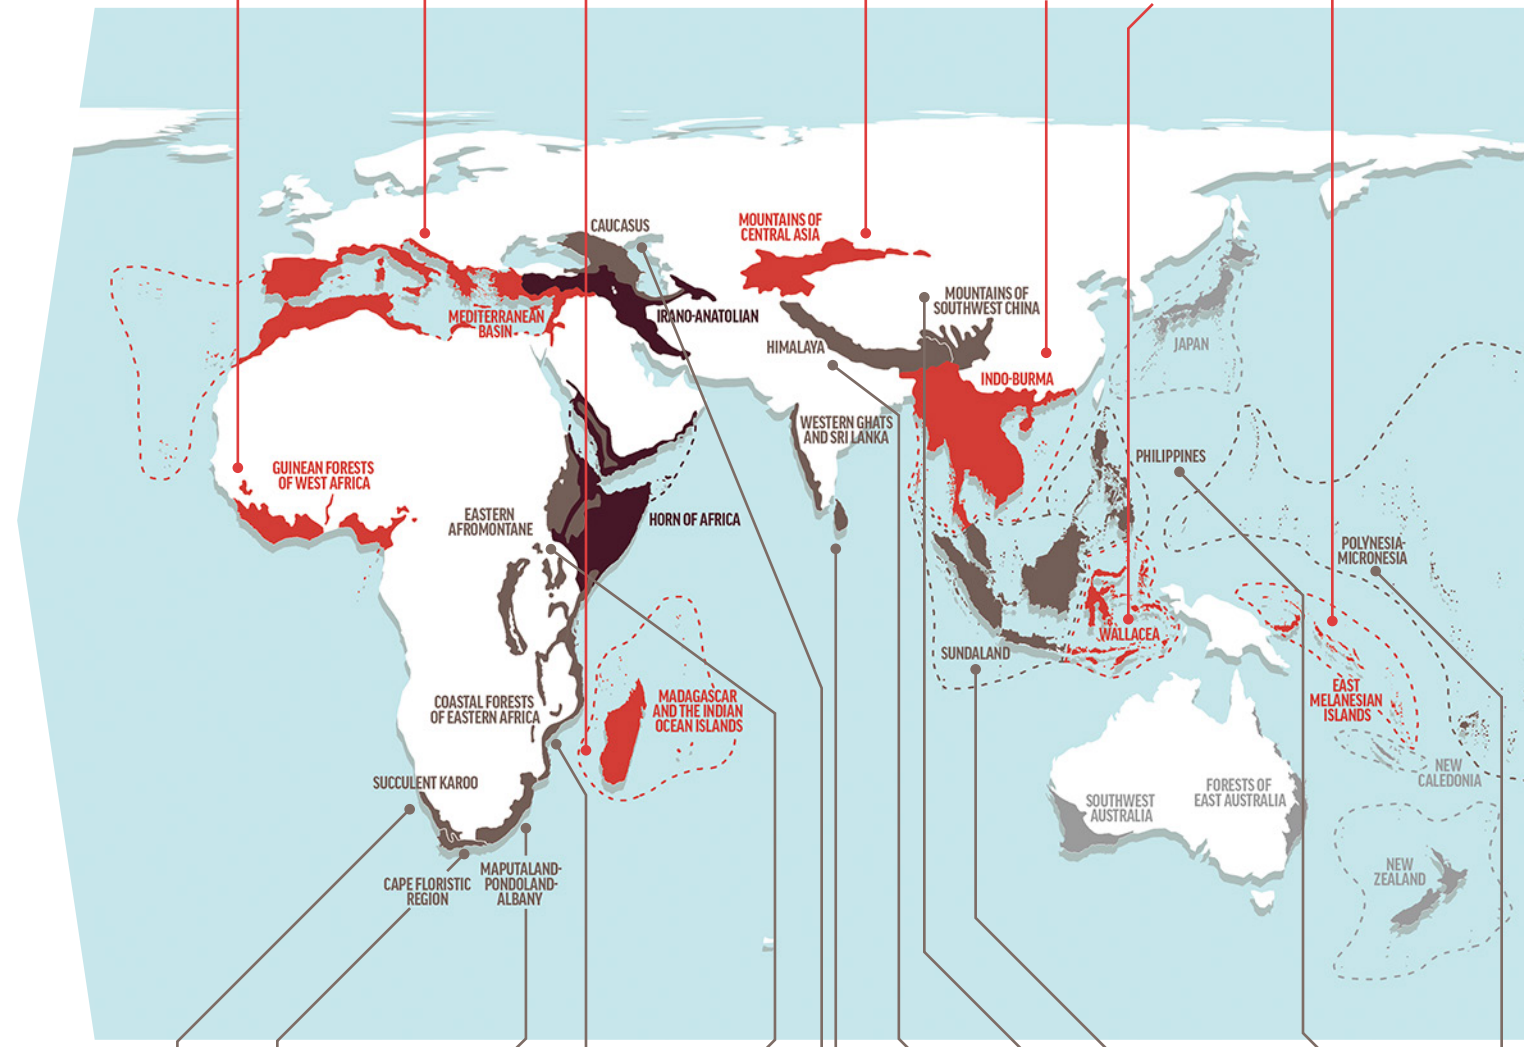 CAUCASUS
MOUNTAINS OF
CENTRAL ASIA
MOUNTAINS OF
SOUTHWEST CHINA
MEDITERRANEAN
BASIN
IRANO-ANATOLIAN
HIMALAYA
JAPAN
INDO-BURMA
WESTERN GHATS
AND SRI LANKA
PHILIPPINES
GUINEAN FORESTS
OF WEST AFRICA
EASTERN
AFROMONTANE
HORN OF AFRICA
POLYNESIA-
MICRONESIA
WALLACEA
SUNDALAND
MADAGASCAR
AND THE INDIAN
OCEAN ISLANDS
EAST
MELANESIAN
ISLANDS
COASTAL FORESTS
OF EASTERN AFRICA
NEW
CALEDONIA
SUCCULENT KAROO
FORESTS OF
EAST AUSTRALIA
SOUTHWEST
AUSTRALIA
NEW
ZEALAND
CAPE FLORISTIC
REGION
MAPUTALAND-
PONDOLAND-
ALBANY